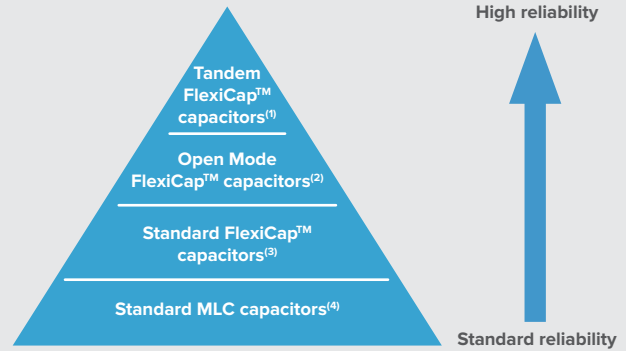 High reliability
Tandem
FlexiCap™
capacitors(1)
Open Mode
FlexiCap™ capacitors(2)
Standard FlexiCap™
capacitors(3)
Standard MLC capacitors(4)
Standard reliability